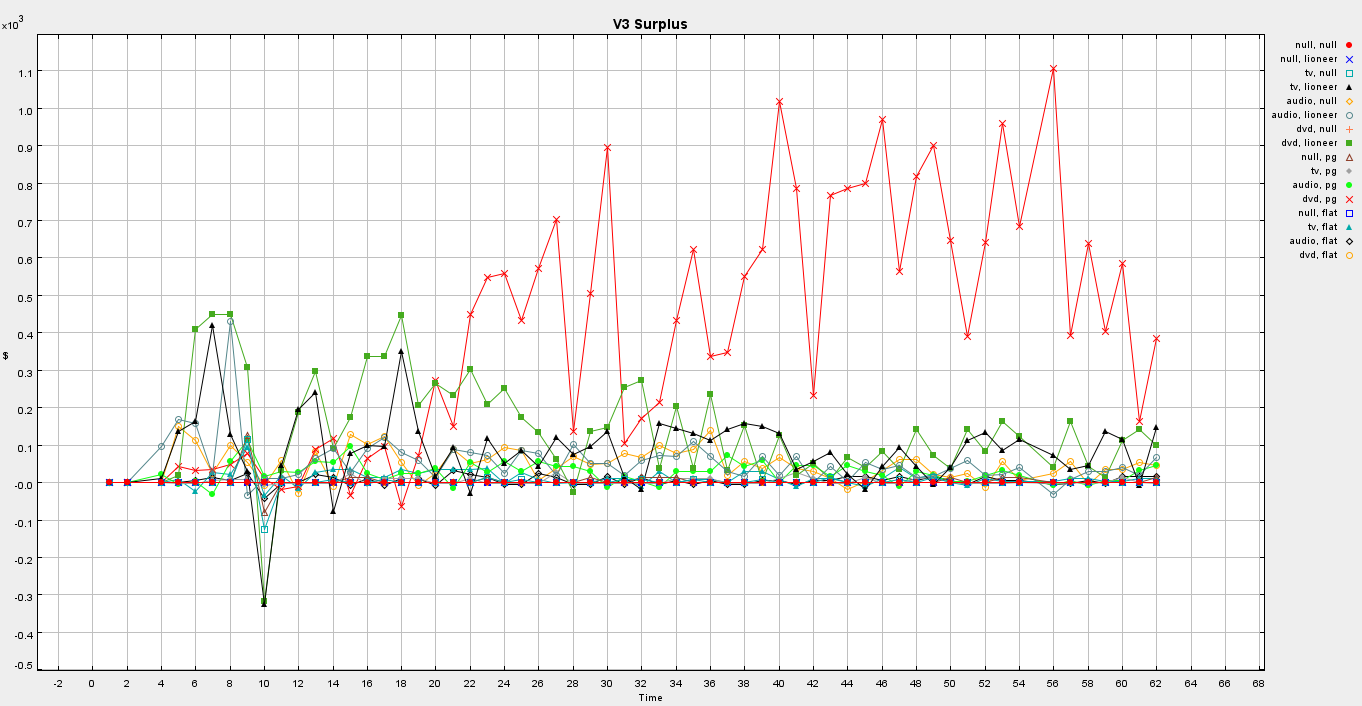 V3 Surplus
x10^3
1.1
1.0
0.9
0.8
0.7
0.6
0.5
0.4
0.3
0.2
0.1
-0.0
-0.1
-0.2
-0.3
-0.4
-0.5
$
-2 0 2 4 6 8 10 12 14 16 18 20 22 24 26 28 30 32 34 36 38 40 42 44 46 48 50 52 54 56 58 60 62 64 66 68
Time
null, null
null, lioneer
tv, null
tv, lioneer
audio, null
audio, lioneer
dvd, null
dvd, lioneer
null, pg
tv, pg
audio, pg
dvd, pg
null, flat
tv, flat
audio, flat
dvd, flat